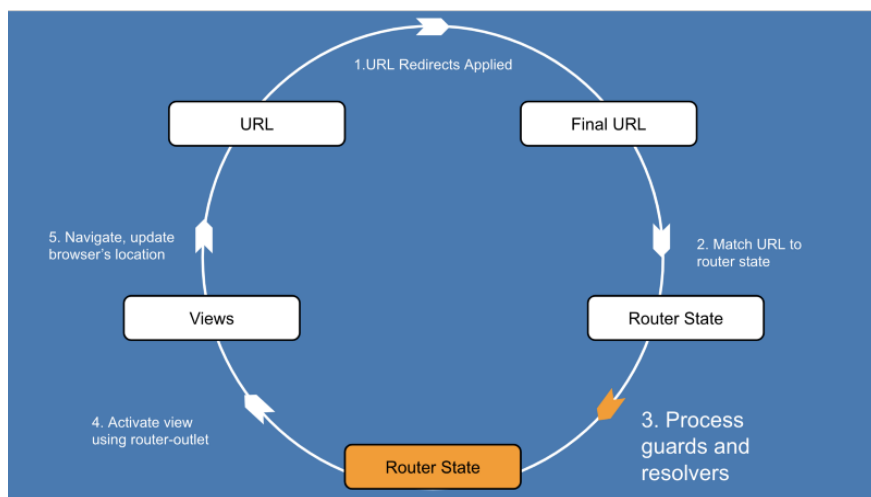 1.URL Redirects Applied
URL
Final URL
5. Navigate, update
browser's location
2. Match URL to
router state
Views
Router State
4. Activate view
using router-outlet
3. Process
guards and
resolvers
Router State